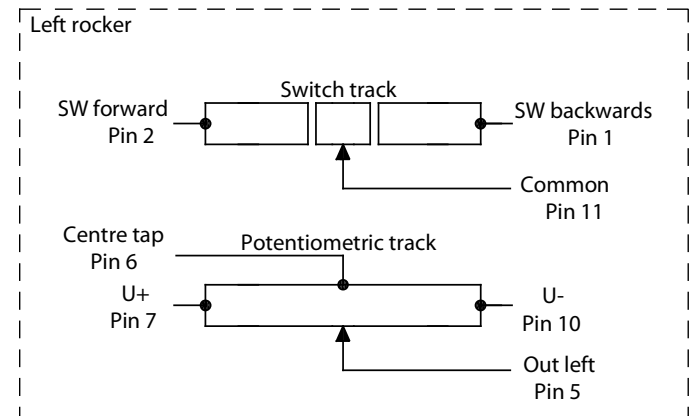 Left rocker
Switch track
SW forward
Pin 2
SW backwards
Pin 1
Common
Pin 11
Centre tap
Pin 6
Potentiometric track
U+
Pin 7
U-
Pin 10
Out left
Pin 5